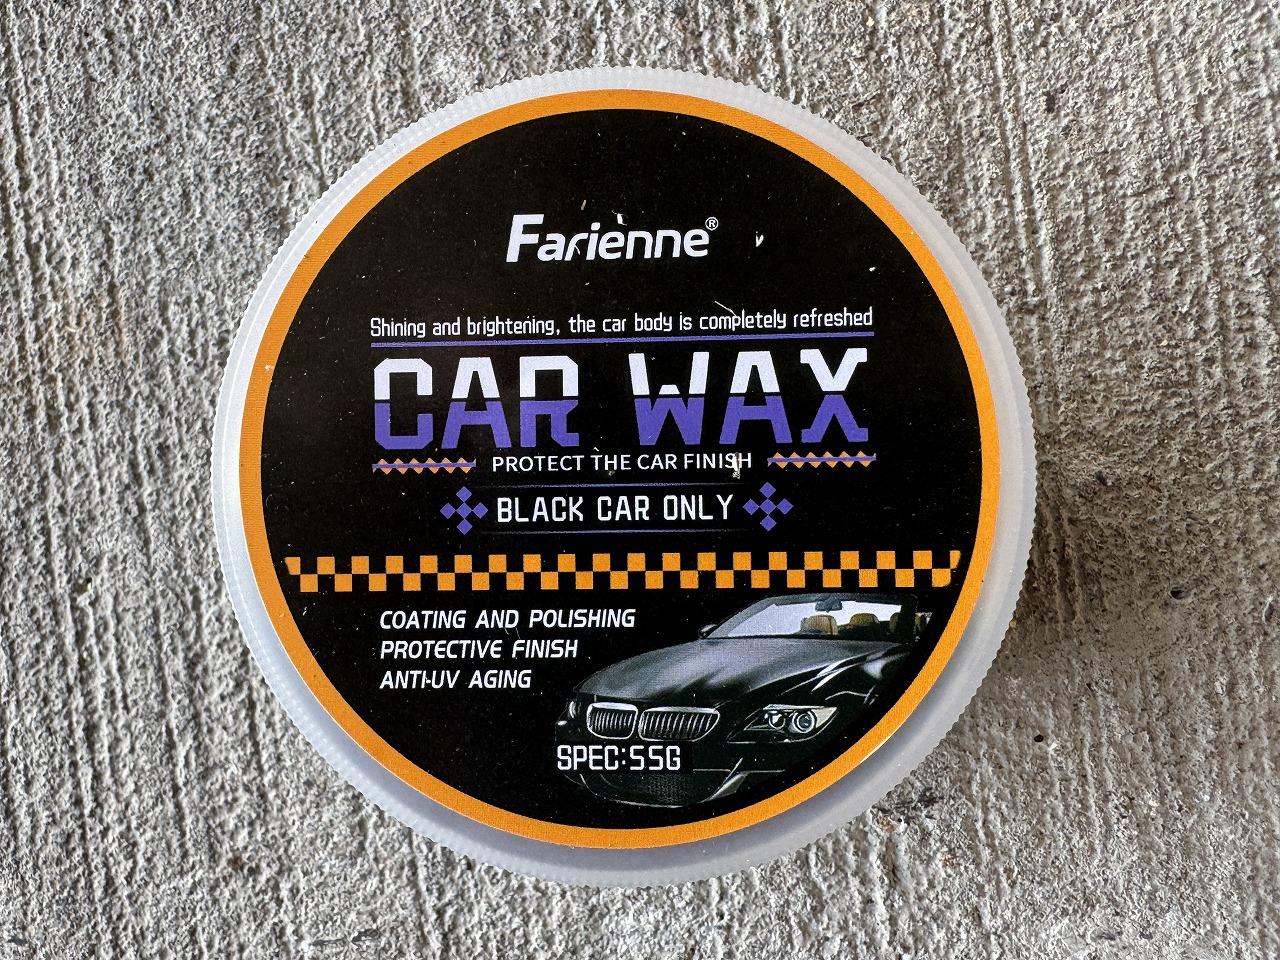 Farienne®
Shining and brightening, the car body is completely refreshed
CAR WAX
PROTECT THE CAR FINISH
BLACK CAR ONLY
COATING AND POLISHING
PROTECTIVE FINISH
ANTI-UV AGING
SPEC:55G